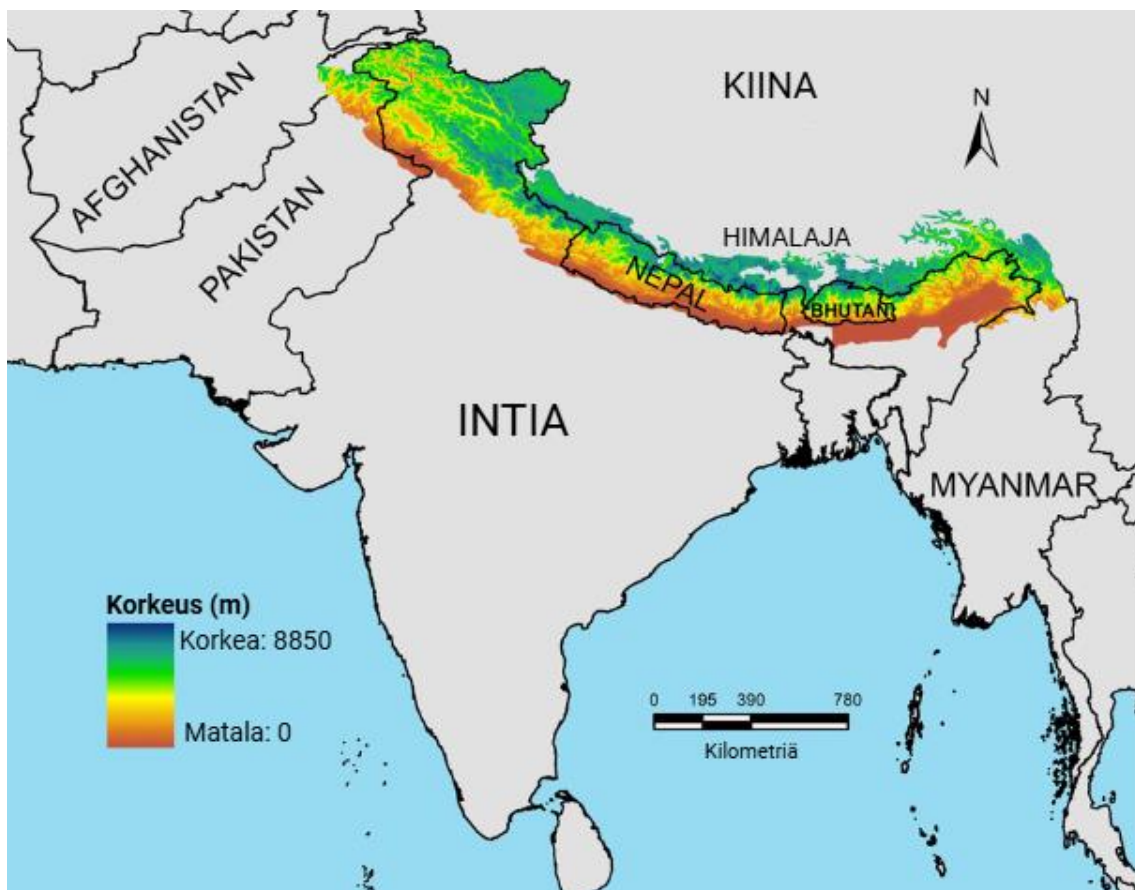 KIINA
N
AFGHANISTAN
PAKISTAN
HIMALAJA
NEPAL
BHUTAN
INTIA
MYANMAR
Korkeus (m)
Korkea: 8850
Matala: 0
0 195 390 780
Kilometriä